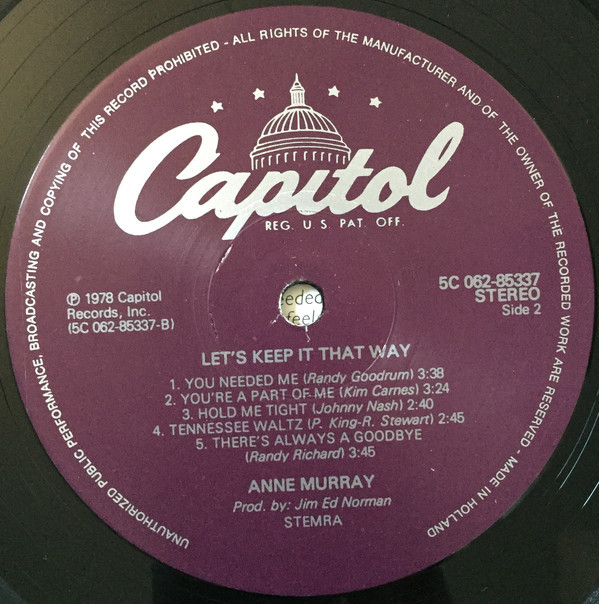 UNAUTHORIZED PUBLIC PERFORMANCE, BROADCASTING AND COPYING OF THIS RECORD PROHIBITED - ALL RIGHTS OF THE MANUFACTURER AND OF THE OWNER OF THE RECORDED WORK ARE RESERVED - MADE IN HOLLAND
Capitol
REG. U.S. PAT. OFF.
℗ 1978 Capitol
Records, Inc.
(5C 062-85337-B)
eeded
feel
5C 062-85337
STEREO
Side 2
LET'S KEEP IT THAT WAY
1. YOU NEEDED ME (Randy Goodrum) 3:38
2. YOU'RE A PART OF ME (Kim Carnes) 3:24
3. HOLD ME TIGHT (Johnny Nash) 2:40
4. TENNESSEE WALTZ (P. King-R. Stewart) 2:45
5. THERE'S ALWAYS A GOODBYE
(Randy Richard) 3:45
ANNE MURRAY
Prod. by: Jim Ed Norman
STEMRA